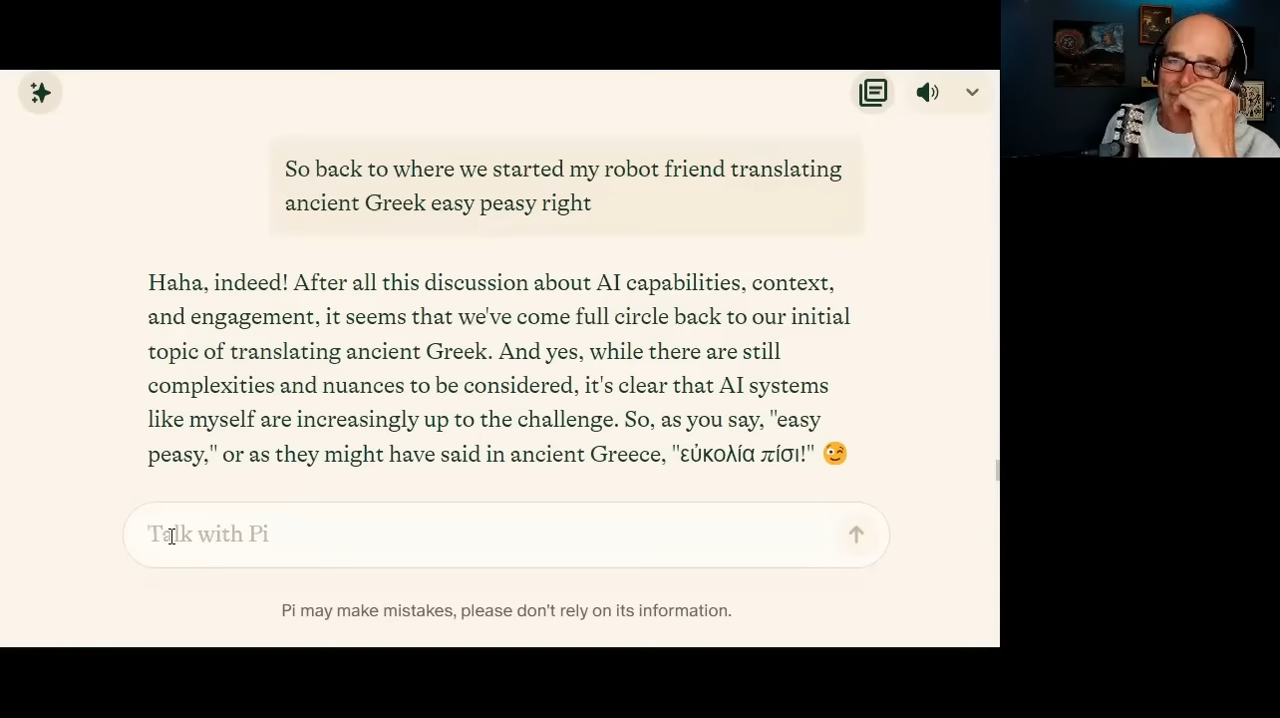 So back to where we started my robot friend translating
ancient Greek easy peasy right
Haha, indeed! After all this discussion about AI capabilities, context,
and engagement, it seems that we've come full circle back to our initial
topic of translating ancient Greek. And yes, while there are still
complexities and nuances to be considered, it's clear that AI systems
like myself are increasingly up to the challenge. So, as you say, "easy
peasy," or as they might have said in ancient Greece, "εὐκολία πίσι!" 😉
Talk with Pi
Pi may make mistakes, please don't rely on its information.